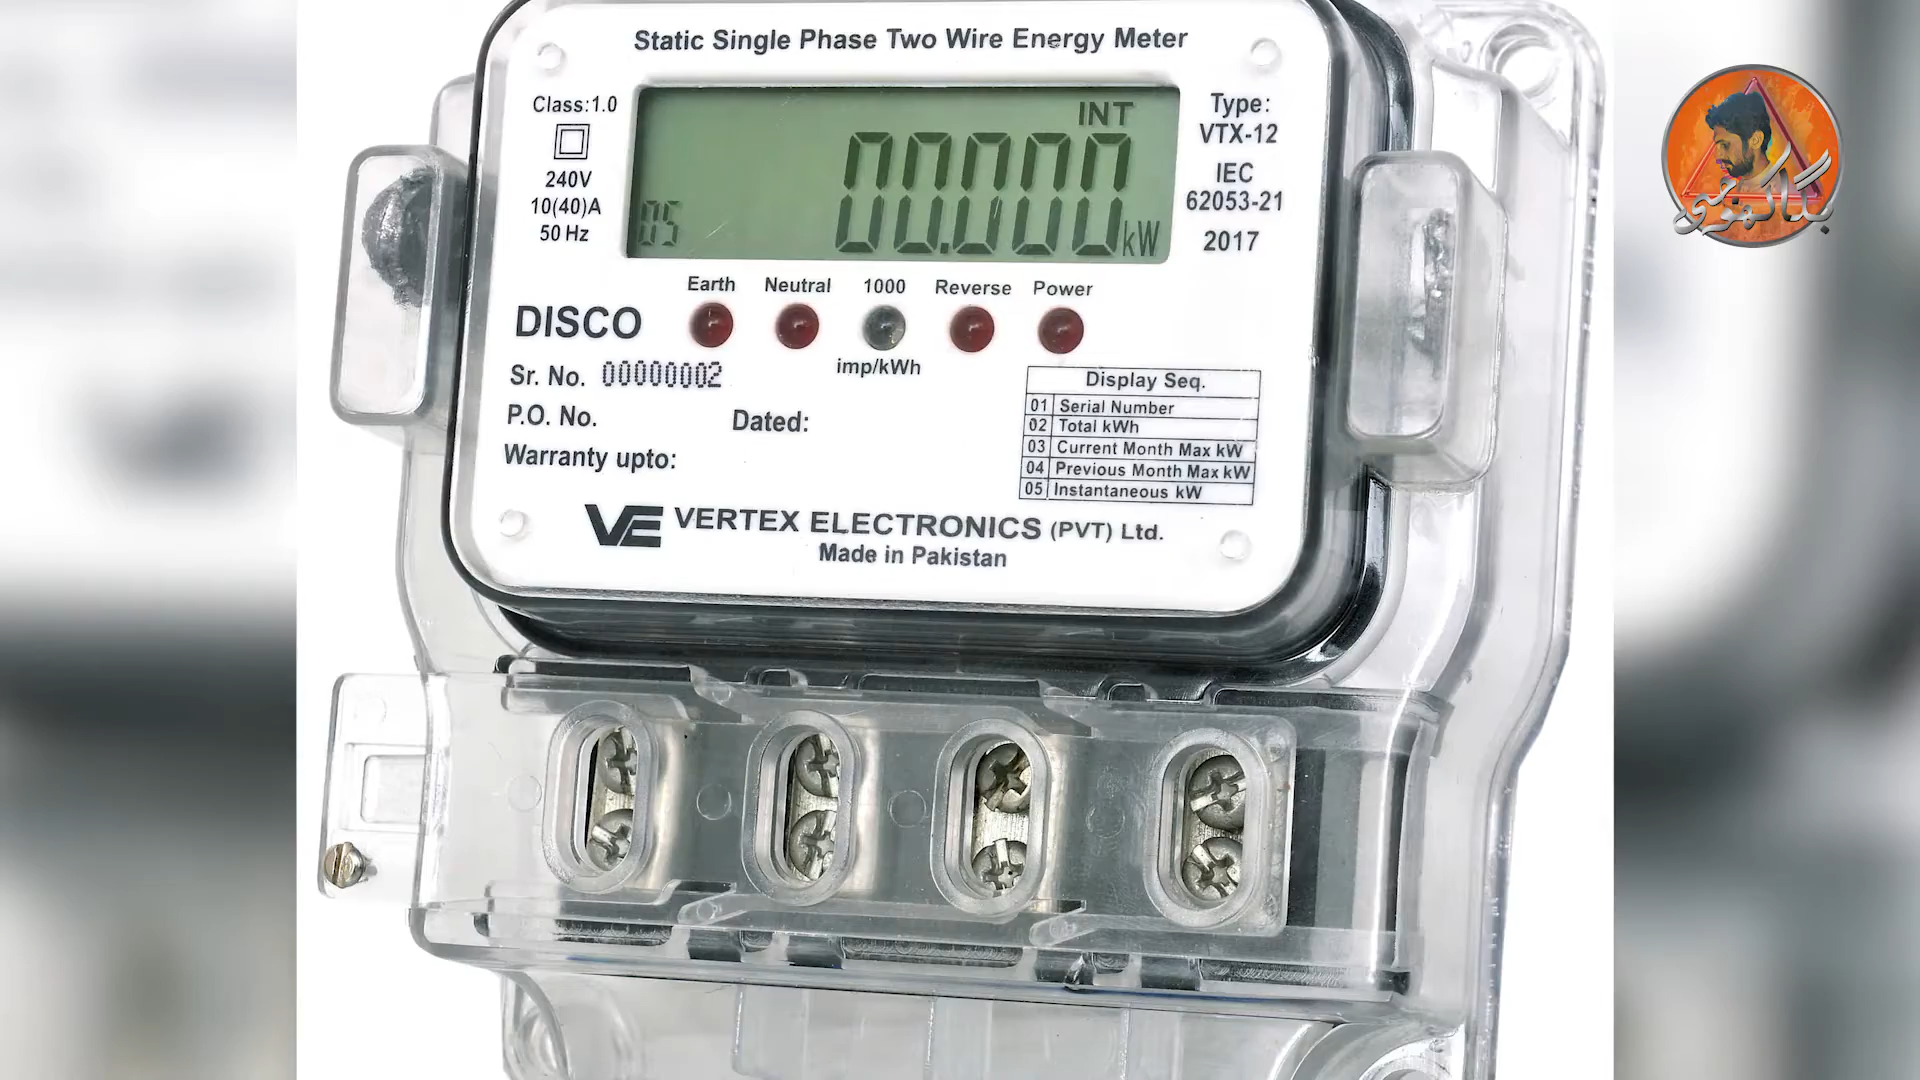 Static Single Phase Two Wire Energy Meter
Class:1.0
240V
10(40)A
50 Hz
INT
00.000 kW
05
Type:
VTX-12
IEC
62053-21
2017
Earth Neutral 1000 Reverse Power
imp/kWh
DISCO
Sr. No. 00000002
P.O. No. Dated:
Warranty upto:
Display Seq.
01 Serial Number
02 Total kWh
03 Current Month Max kW
04 Previous Month Max kW
05 Instantaneous kW
VE VERTEX ELECTRONICS (PVT) Ltd.
Made in Pakistan